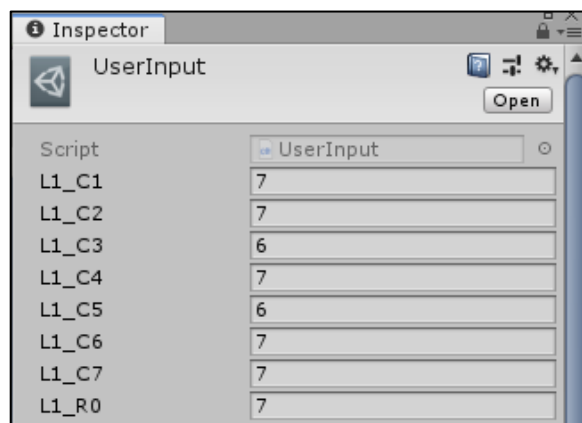 Inspector
UserInput
Open
Script UserInput
L1_C1 7
L1_C2 7
L1_C3 6
L1_C4 7
L1_C5 6
L1_C6 7
L1_C7 7
L1_R0 7